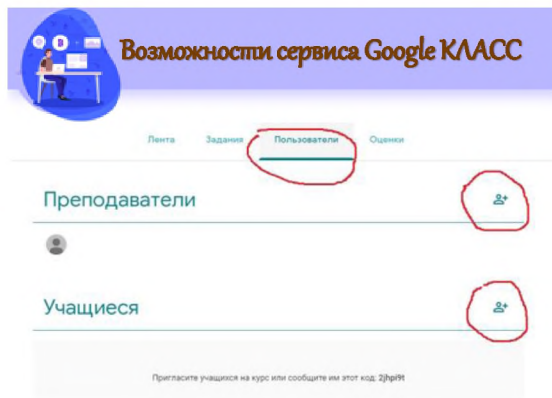 Возможности сервиса Google КЛАСС
Лента Задания Пользователи Оценки
Преподаватели
Учащиеся
Пригласите учащихся на курс или сообщите им этот код: 2jhpi9t